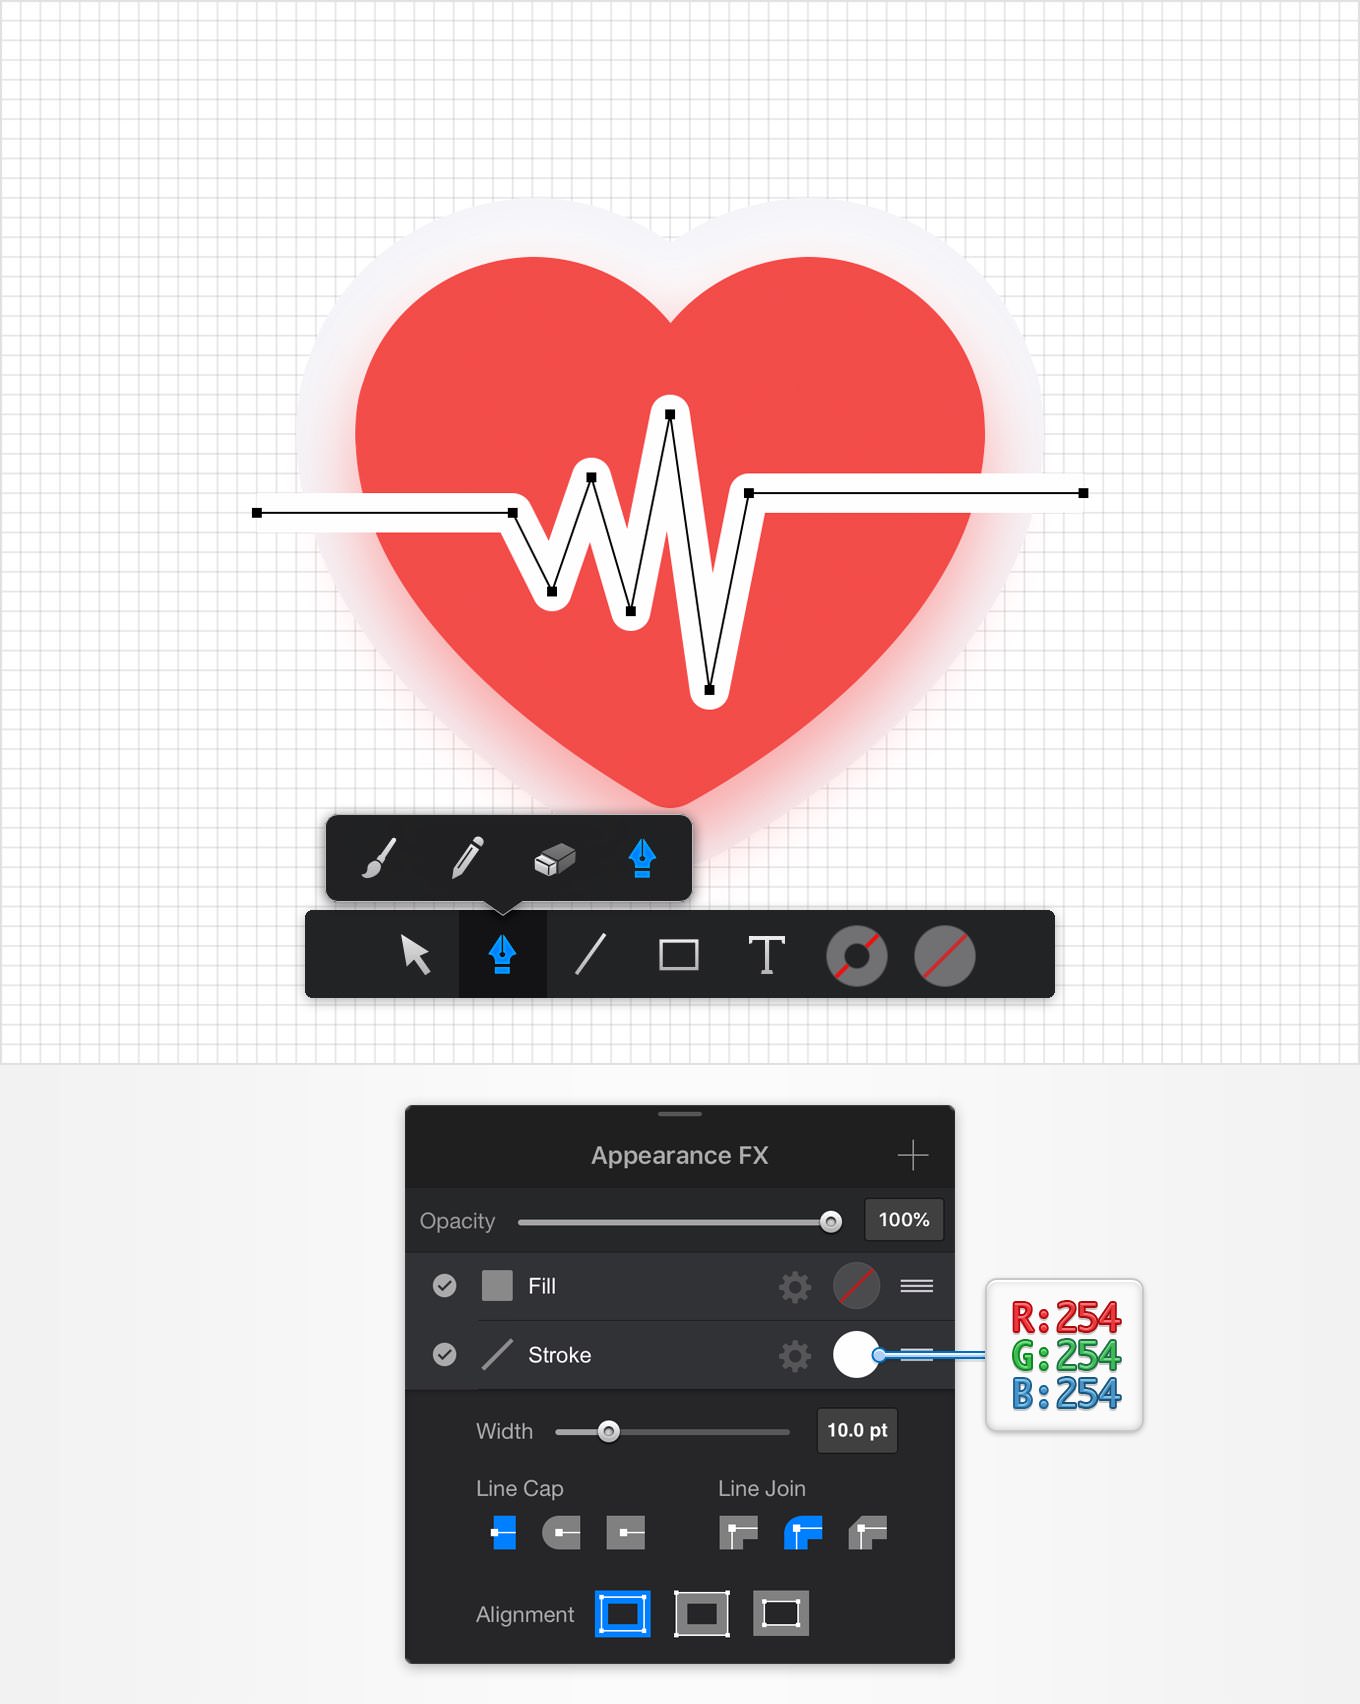 Appearance FX
Opacity 100%
Fill
Stroke
R:254
G:254
B:254
Width 10.0 pt
Line Cap Line Join
Alignment